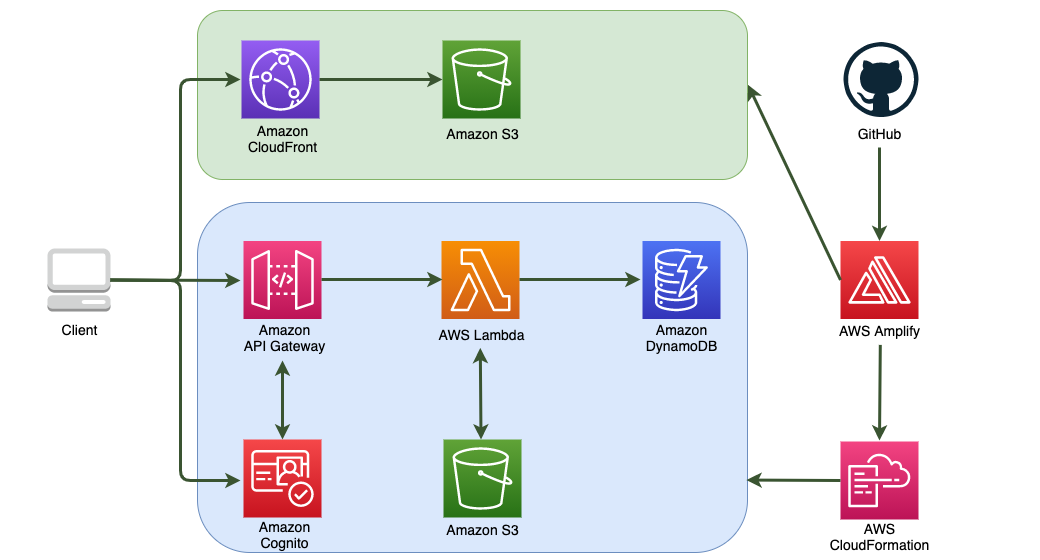 Amazon
CloudFront
Amazon S3
GitHub
Client
Amazon
API Gateway
AWS Lambda
Amazon
DynamoDB
AWS Amplify
Amazon
Cognito
Amazon S3
AWS
CloudFormation